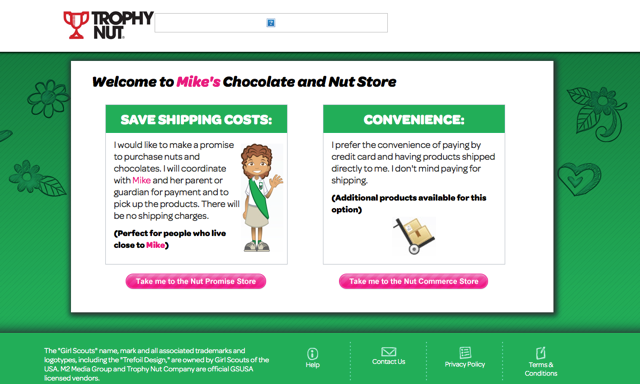 TROPHY
NUT
Welcome to Mike's Chocolate and Nut Store
SAVE SHIPPING COSTS:
I would like to make a promise
to purchase nuts and
chocolates. I will coordinate
with Mike and her parent or
guardian for payment and to
pick up the products. There will
be no shipping charges.
(Perfect for people who live
close to Mike)
Take me to the Nut Promise Store
CONVENIENCE:
I prefer the convenience of paying by
credit card and having products shipped
directly to me. I don't mind paying for
shipping.
(Additional products available for this
option)
Take me to the Nut Commerce Store
The "Girl Scouts" name, mark and all associated trademarks and
logotypes, including the "Trefoil Design," are owned by Girl Scouts of the
USA. M2 Media Group and Trophy Nut Company are official GSUSA
licensed vendors.
Help
Contact Us
Privacy Policy
Terms &
Conditions